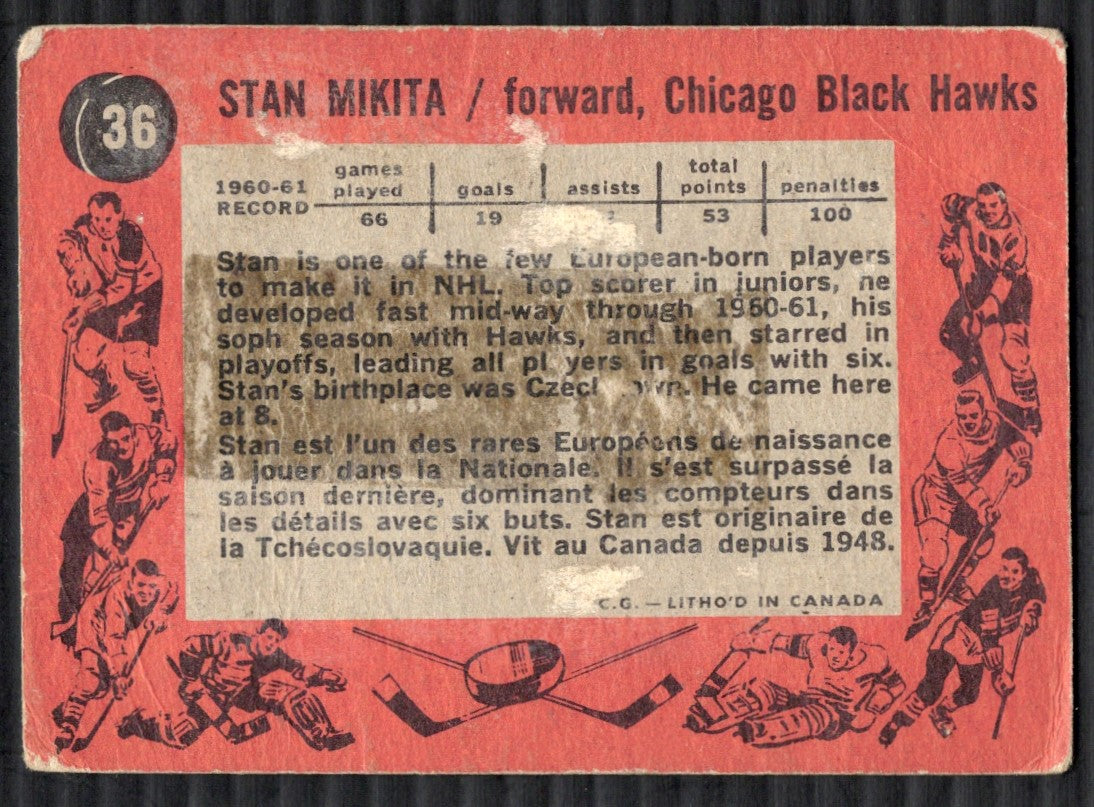 36
STAN MIKITA / forward, Chicago Black Hawks
1960-61 RECORD
games played goals assists total points penalties
66 19 53 100
Stan is one of the few European-born players
to make it in NHL. Top scorer in juniors, he
developed fast mid-way through 1960-61, his
soph season with Hawks, and then starred in
playoffs, leading all pl yers in goals with six.
Stan's birthplace was He came here
at 8.
Stan est l'un des rares Européens de naissance
à jouer dans la Nationale. Il s'est surpassé la
saison dernière, dominant les compteurs dans
les détails avec six buts. Stan est originaire de
la Tchécoslovaquie. Vit au Canada depuis 1948.
C.G. — LITHO'D IN CANADA